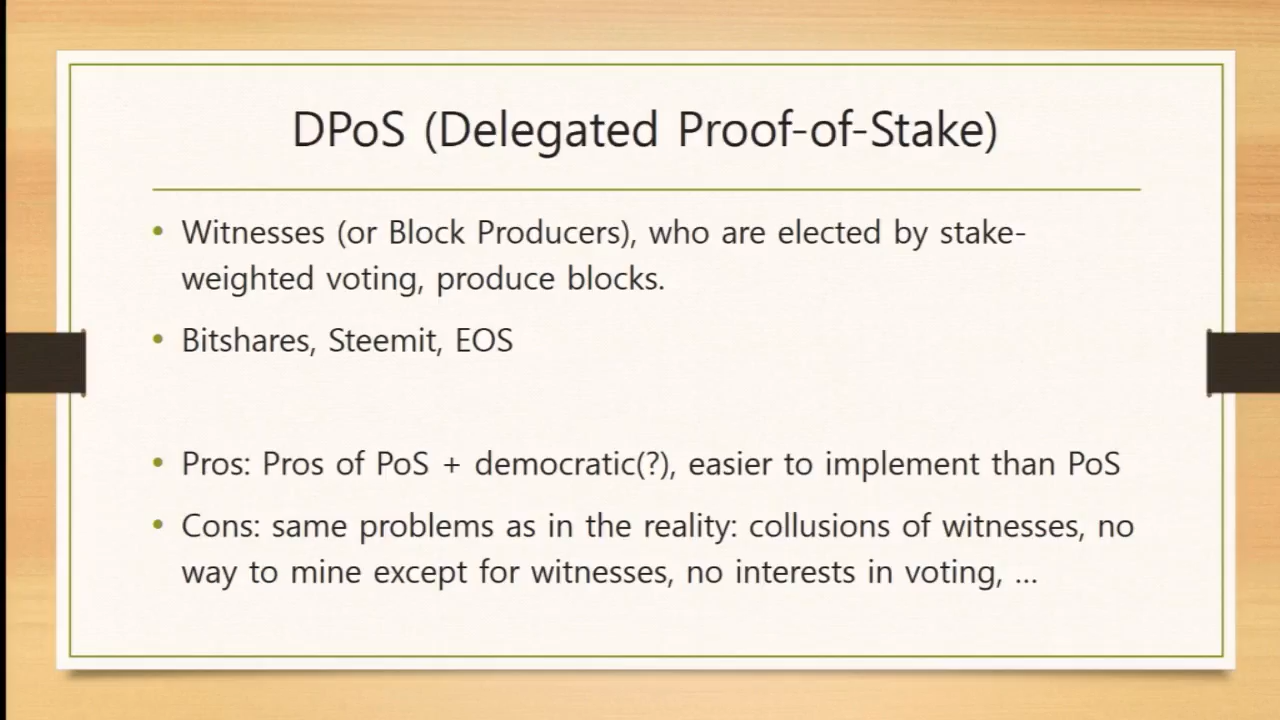 DPoS (Delegated Proof-of-Stake)
• Witnesses (or Block Producers), who are elected by stake-
weighted voting, produce blocks.
• Bitshares, Steemit, EOS
• Pros: Pros of PoS + democratic(?), easier to implement than PoS
• Cons: same problems as in the reality: collusions of witnesses, no
way to mine except for witnesses, no interests in voting, ...